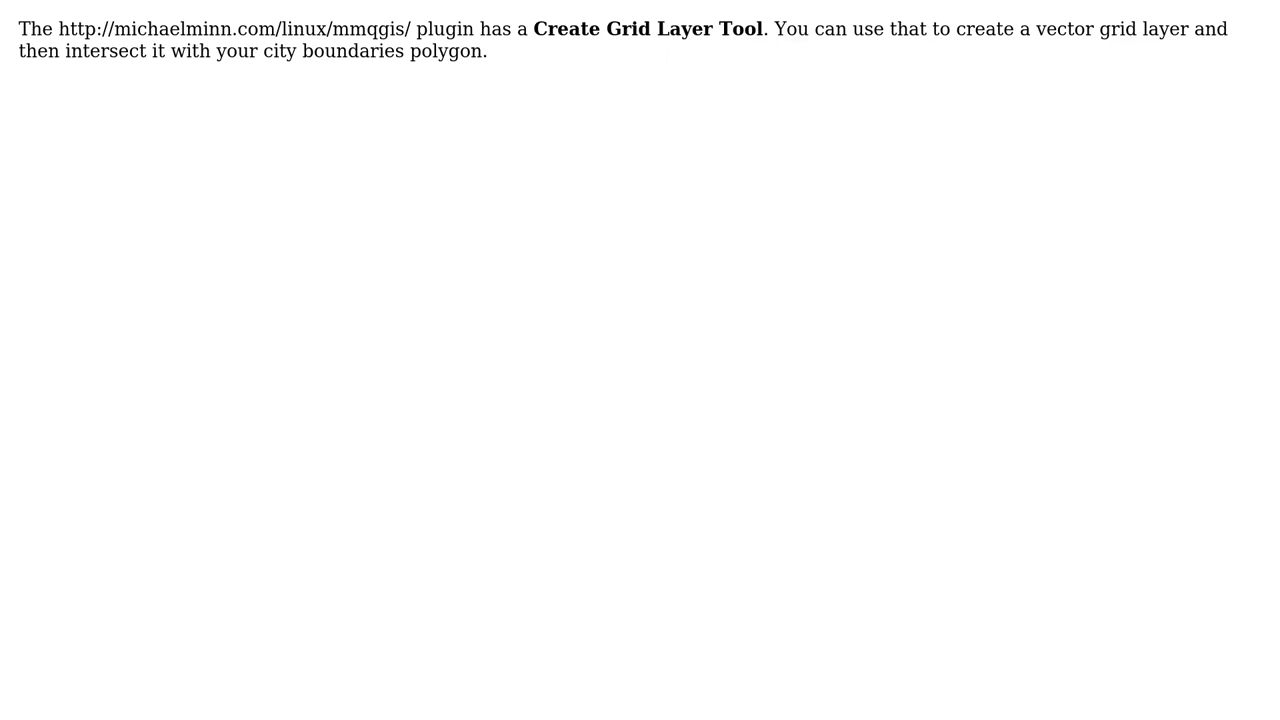 The http://michaelminn.com/linux/mmqgis/ plugin has a Create Grid Layer Tool. You can use that to create a vector grid layer and
then intersect it with your city boundaries polygon.